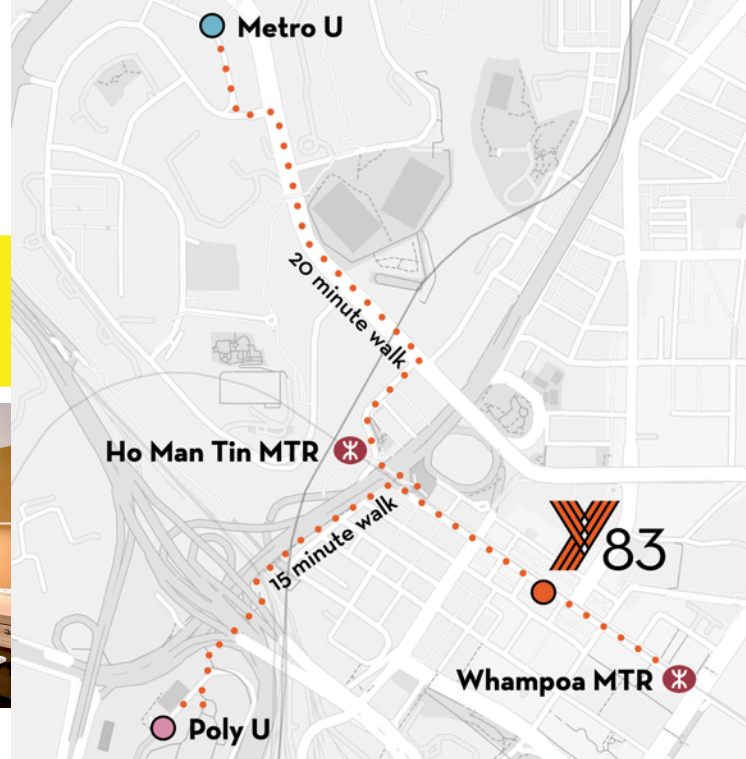 Metro U
20 minute walk
Ho Man Tin MTR
15 minute walk
Y83
Whampoa MTR
Poly U